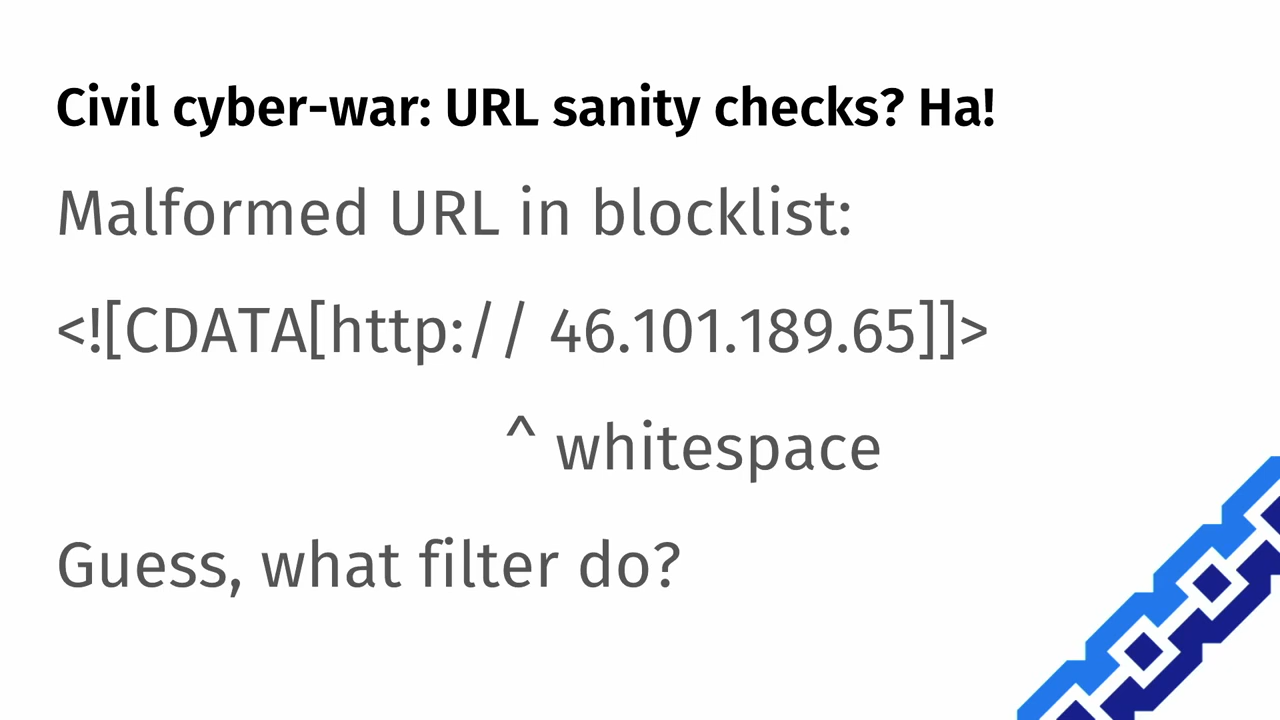 Civil cyber-war: URL sanity checks? Ha!
Malformed URL in blocklist:
<![CDATA[http:// 46.101.189.65]]>
^ whitespace
Guess, what filter do?